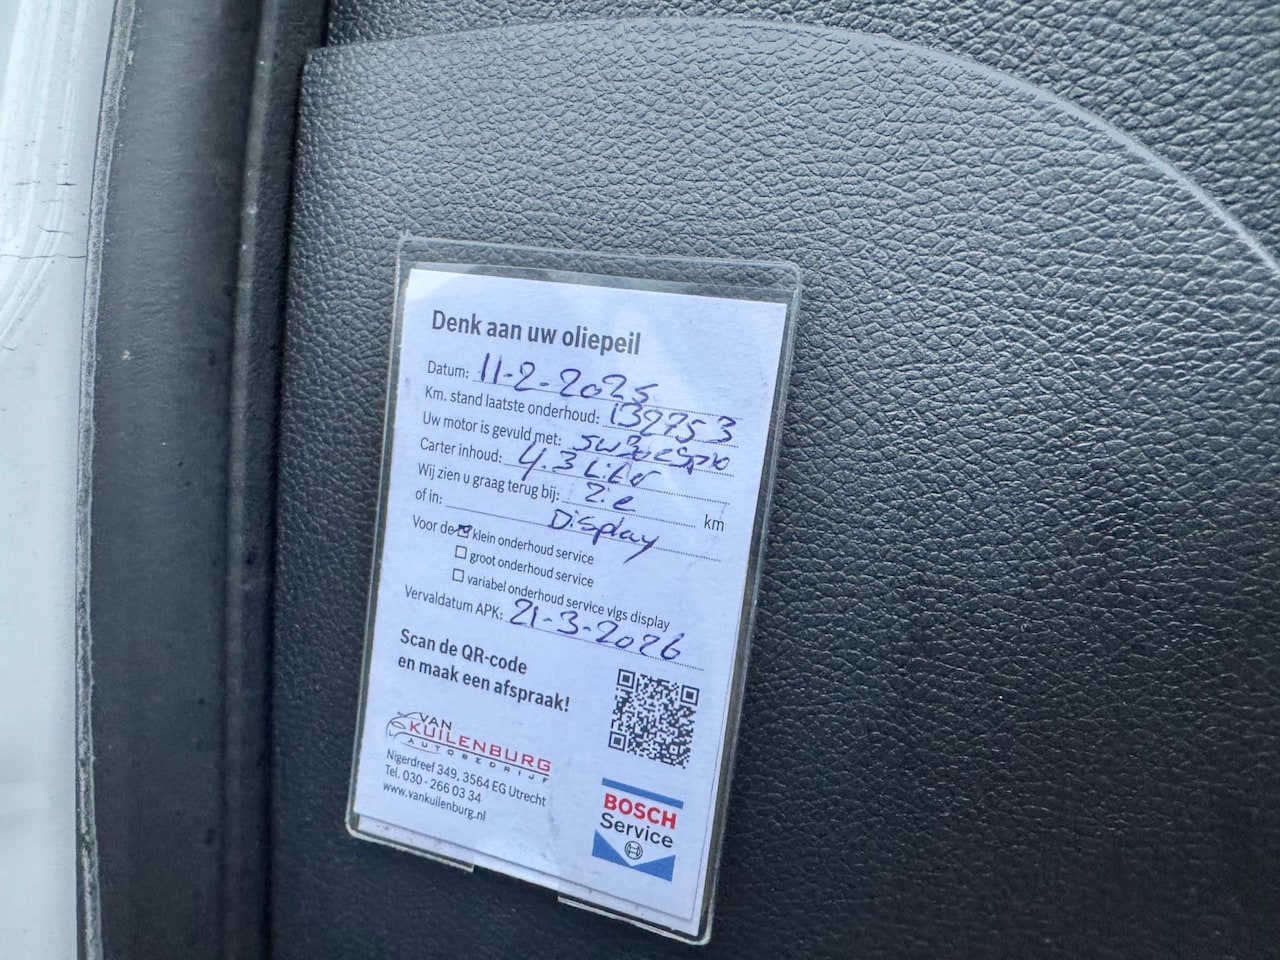 Denk aan uw oliepeil
Datum: 11-2-2025
Km. stand laatste onderhoud: 139753
Uw motor is gevuld met: 5W30
Carter inhoud: 4.3 Liter
Wij zien u graag terug bij: Zie km
of in: Display
Voor de klein onderhoud service
groot onderhoud service
variabel onderhoud service vlgs display
Vervaldatum APK: 21-3-2026
Scan de QR-code
en maak een afspraak!
VAN
KUILENBURG
AUTOBEDRIJF
Nigerdreef 349, 3564 EG Utrecht
Tel. 030 - 266 03 34
www.vankuilenburg.nl
BOSCH
Service